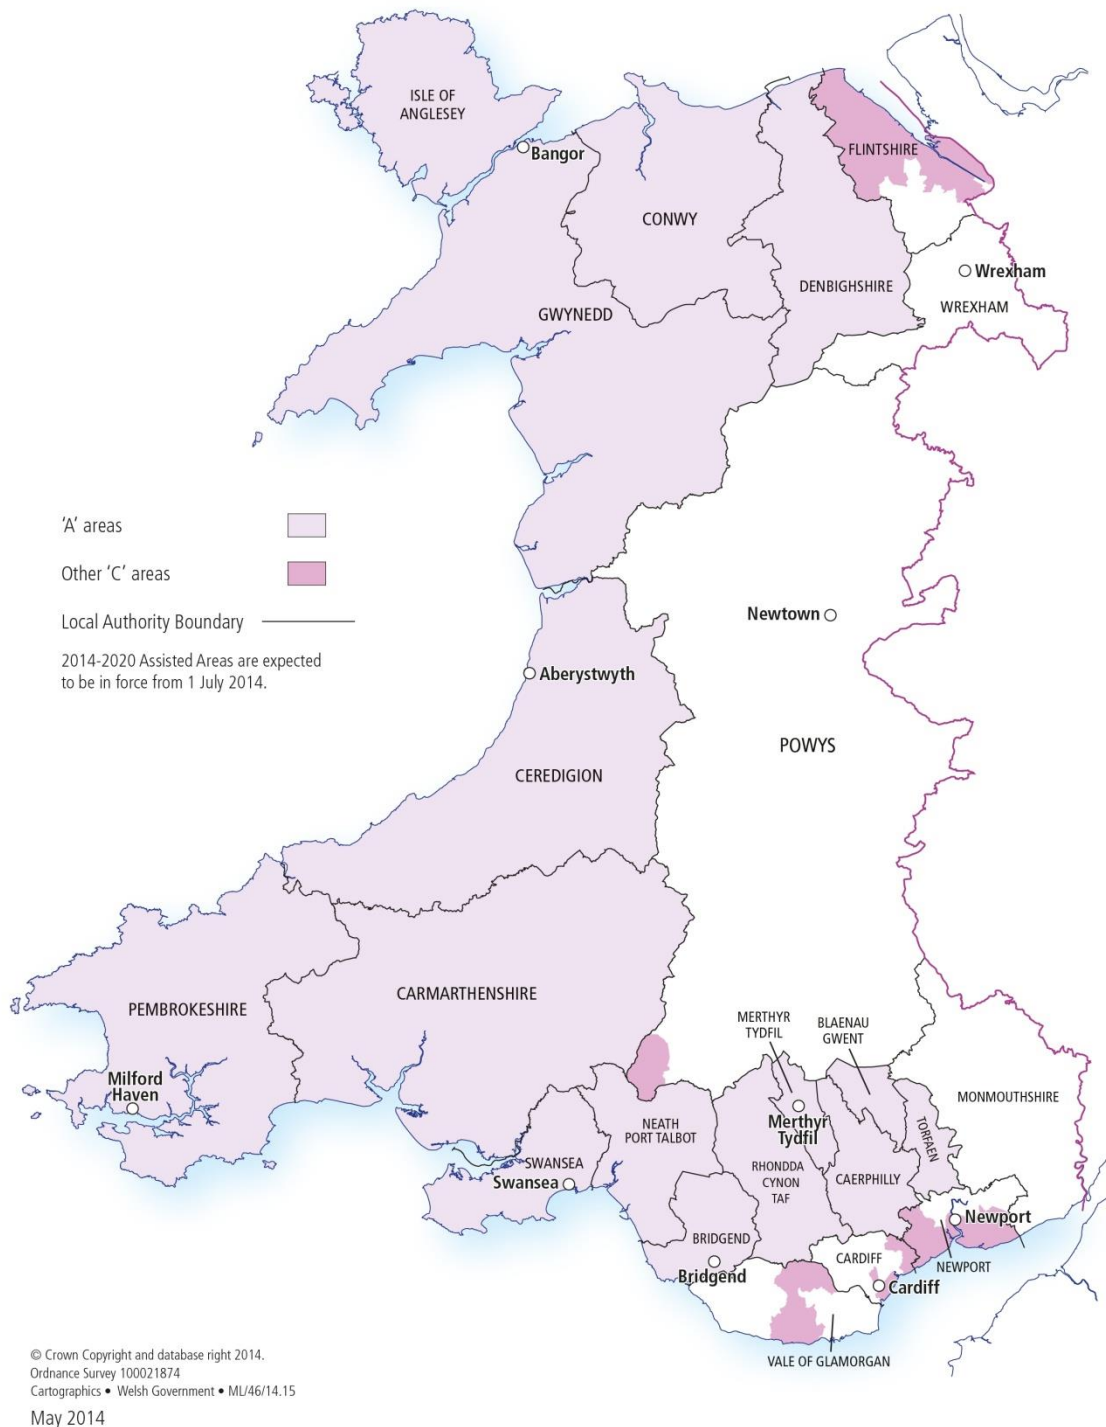 ISLE OF
ANGLESEY
Bangor
FLINTSHIRE
CONWY
Wrexham
DENBIGHSHIRE
WREXHAM
GWYNEDD
'A' areas
Other 'C' areas
Local Authority Boundary
2014-2020 Assisted Areas are expected
to be in force from 1 July 2014.
Newtown
Aberystwyth
POWYS
CEREDIGION
CARMARTHENSHIRE
PEMBROKESHIRE
MERTHYR
TYDFIL
BLAENAU
GWENT
Milford
Haven
MONMOUTHSHIRE
NEATH
PORT TALBOT
Merthyr
Tydfil
TORFAEN
SWANSEA
Swansea
RHONDDA
CYNON
TAF
CAERPHILLY
Newport
BRIDGEND
Bridgend
CARDIFF
NEWPORT
Cardiff
VALE OF GLAMORGAN
© Crown Copyright and database right 2014.
Ordnance Survey 100021874
Cartographics • Welsh Government • ML/46/14.15
May 2014